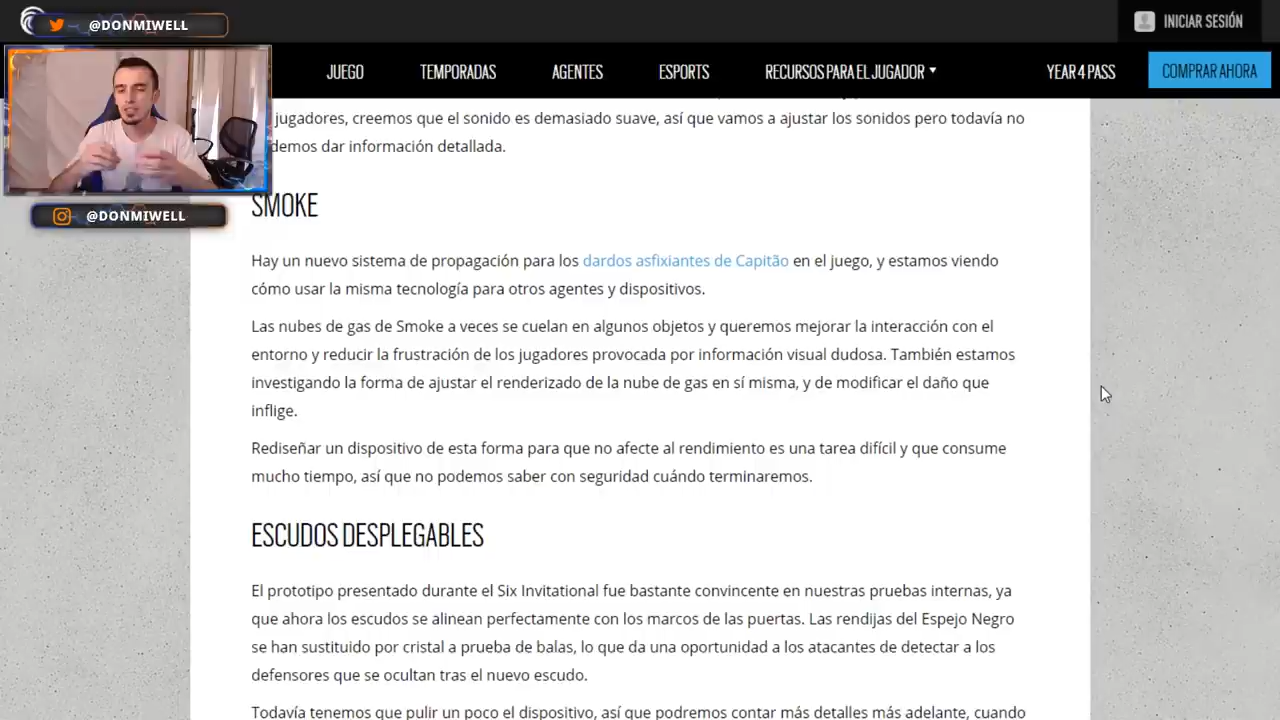 @DONMIWELL
INICIAR SESIÓN
JUEGO TEMPORADAS AGENTES ESPORTS RECURSOS PARA EL JUGADOR YEAR 4 PASS COMPRAR AHORA
jugadores, creemos que el sonido es demasiado suave, así que vamos a ajustar los sonidos pero todavía no
demos dar información detallada.
@DONMIWELL
SMOKE
Hay un nuevo sistema de propagación para los dardos asfixiantes de Capitão en el juego, y estamos viendo
cómo usar la misma tecnología para otros agentes y dispositivos.
Las nubes de gas de Smoke a veces se cuelan en algunos objetos y queremos mejorar la interacción con el
entorno y reducir la frustración de los jugadores provocada por información visual dudosa. También estamos
investigando la forma de ajustar el renderizado de la nube de gas en sí misma, y de modificar el daño que
inflige.
Rediseñar un dispositivo de esta forma para que no afecte al rendimiento es una tarea difícil y que consume
mucho tiempo, así que no podemos saber con seguridad cuándo terminaremos.
ESCUDOS DESPLEGABLES
El prototipo presentado durante el Six Invitational fue bastante convincente en nuestras pruebas internas, ya
que ahora los escudos se alinean perfectamente con los marcos de las puertas. Las rendijas del Espejo Negro
se han sustituido por cristal a prueba de balas, lo que da una oportunidad a los atacantes de detectar a los
defensores que se ocultan tras el nuevo escudo.
Todavía tenemos que pulir un poco el dispositivo, así que podremos contar más detalles más adelante, cuando